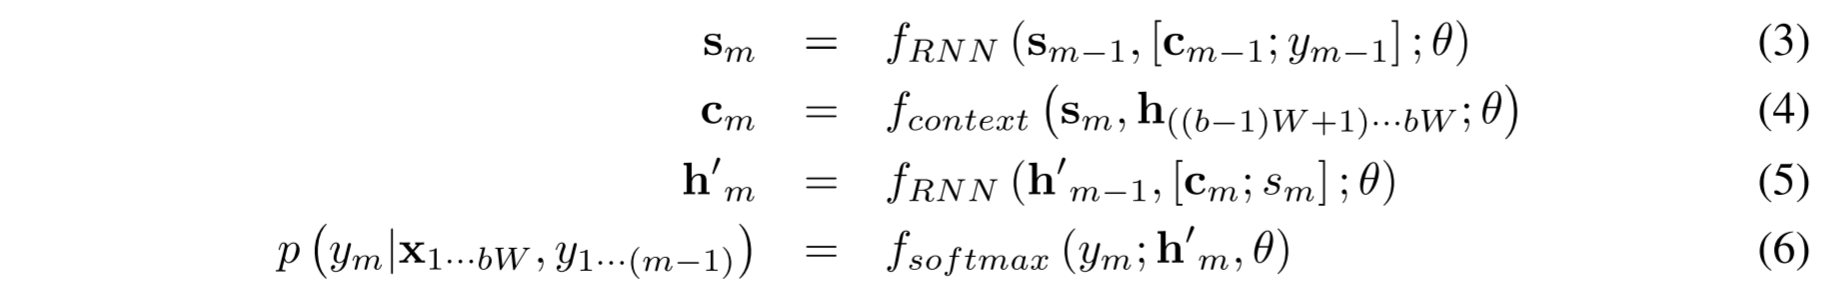 𝐬_m = f_{RNN} (𝐬_{m−1}, [𝐜_{m−1}; y_{m−1}] ; θ) (3)
𝐜_m = f_{context} (𝐬_m, 𝐡_{((b−1)W+1)⋯bW}; θ) (4)
𝐡′_m = f_{RNN} (𝐡′_{m−1}, [𝐜_m; s_m] ; θ) (5)
p (y_m|𝐱_{1⋯bW}, y_{1⋯(m−1)}) = f_{softmax} (y_m; 𝐡′_m, θ) (6)